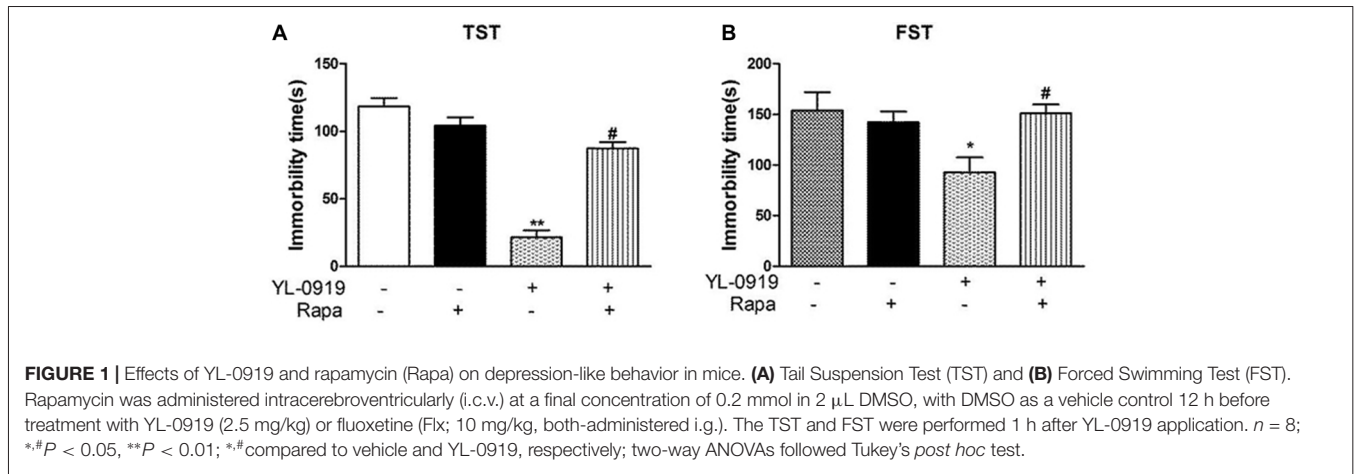 A TST
Immorbility time(s)
150
100
50
0
**
#
YL-0919 - - + +
Rapa - + - +
B FST
Immorbility time(s)
200
150
100
50
0
*
#
YL-0919 - - + +
Rapa - + - +
FIGURE 1 | Effects of YL-0919 and rapamycin (Rapa) on depression-like behavior in mice. (A) Tail Suspension Test (TST) and (B) Forced Swimming Test (FST).
Rapamycin was administered intracerebroventricularly (i.c.v.) at a final concentration of 0.2 mmol in 2 μL DMSO, with DMSO as a vehicle control 12 h before
treatment with YL-0919 (2.5 mg/kg) or fluoxetine (Flx; 10 mg/kg, both-administered i.g.). The TST and FST were performed 1 h after YL-0919 application. n = 8;
*,#P < 0.05, **P < 0.01; *,#compared to vehicle and YL-0919, respectively; two-way ANOVAs followed Tukey's post hoc test.